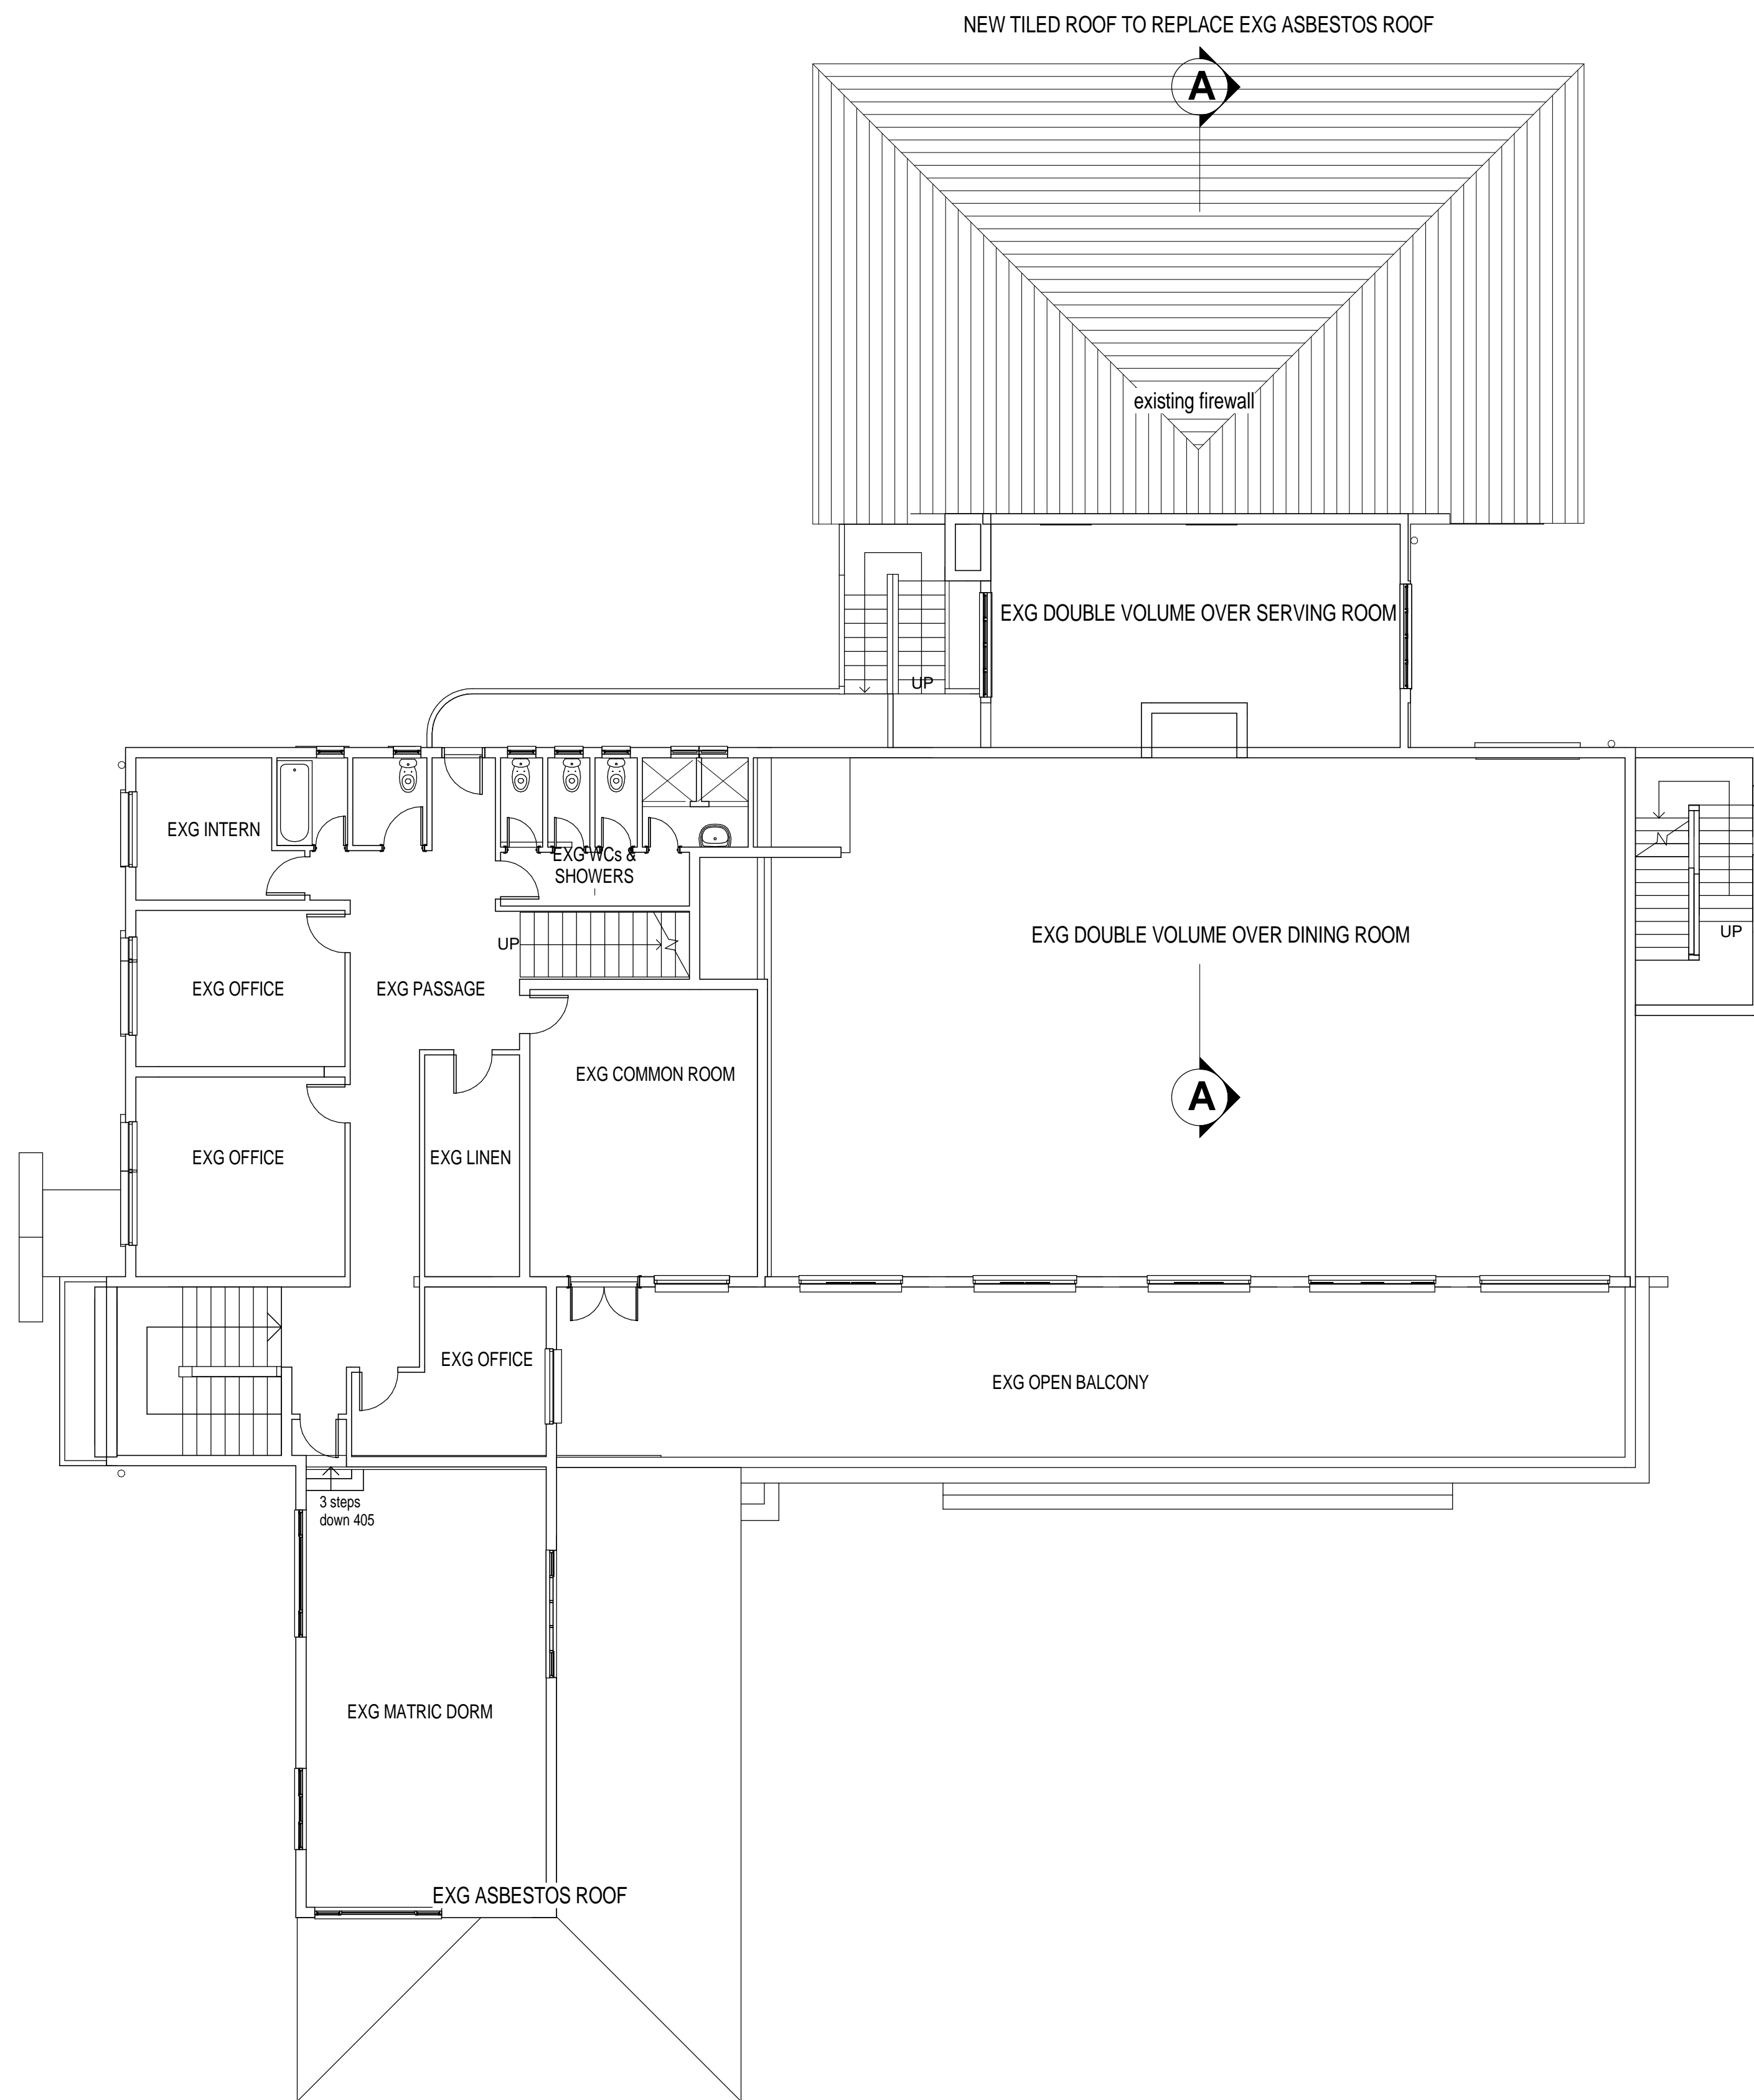 NEW TILED ROOF TO REPLACE EXG ASBESTOS ROOF
A
existing firewall
EXG DOUBLE VOLUME OVER SERVING ROOM
UP
EXG INTERN
EXG WCs &
SHOWERS
UP
EXG DOUBLE VOLUME OVER DINING ROOM
UP
EXG OFFICE
EXG PASSAGE
EXG COMMON ROOM
A
EXG OFFICE
EXG LINEN
EXG OFFICE
EXG OPEN BALCONY
3 steps
down 405
EXG MATRIC DORM
EXG ASBESTOS ROOF